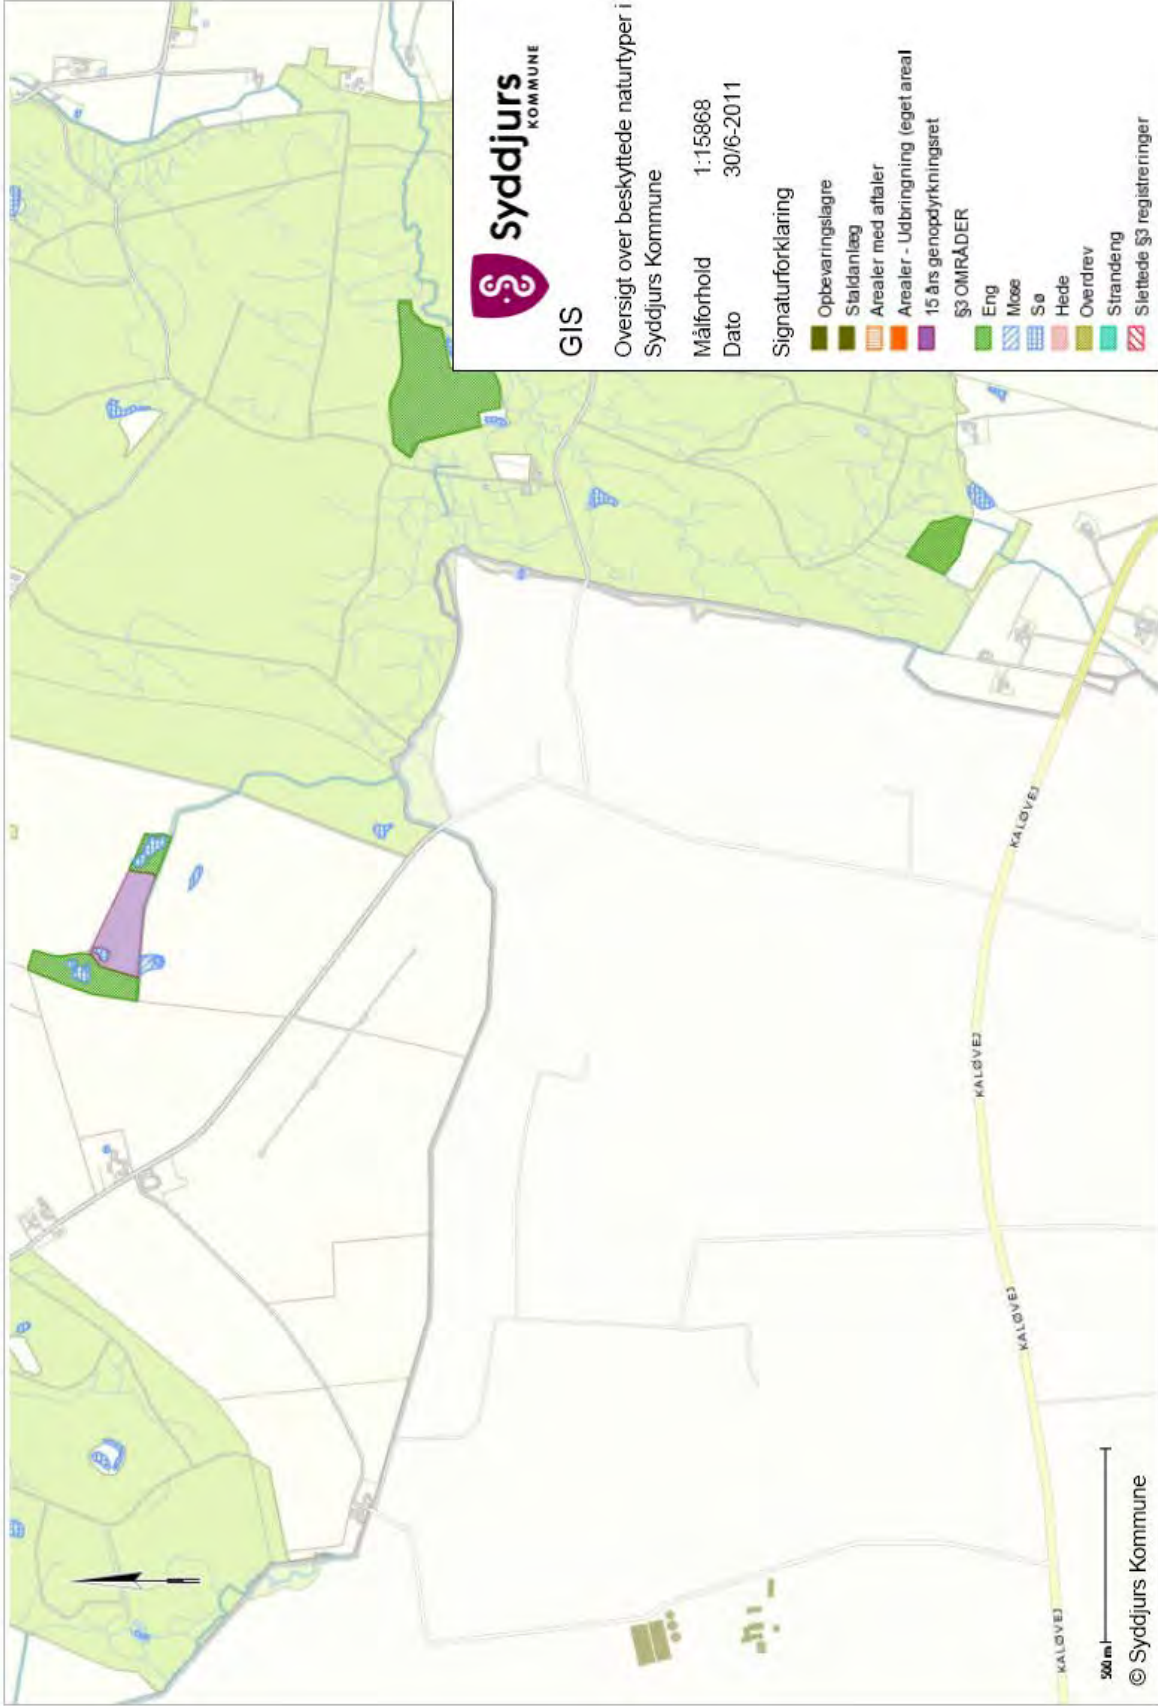 Syddjurs
KOMMUNE
GIS
Oversigt over beskyttede naturtyper i
Syddjurs Kommune
Målforhold 1:15868
Dato 30/6-2011
Signaturforklaring
Opbevaringslagre
Staldanlæg
Arealer med aftaler
Arealer - Udbringning (eget areal
15 års genopdyrkningsret
§3 OMRÅDER
Eng
Mose
Sø
Hede
Overdrev
Strandeng
Slettede §3 registreringer
KALØVEJ
KALØVEJ
KALØVEJ
KALØVEJ
500 m
© Syddjurs Kommune